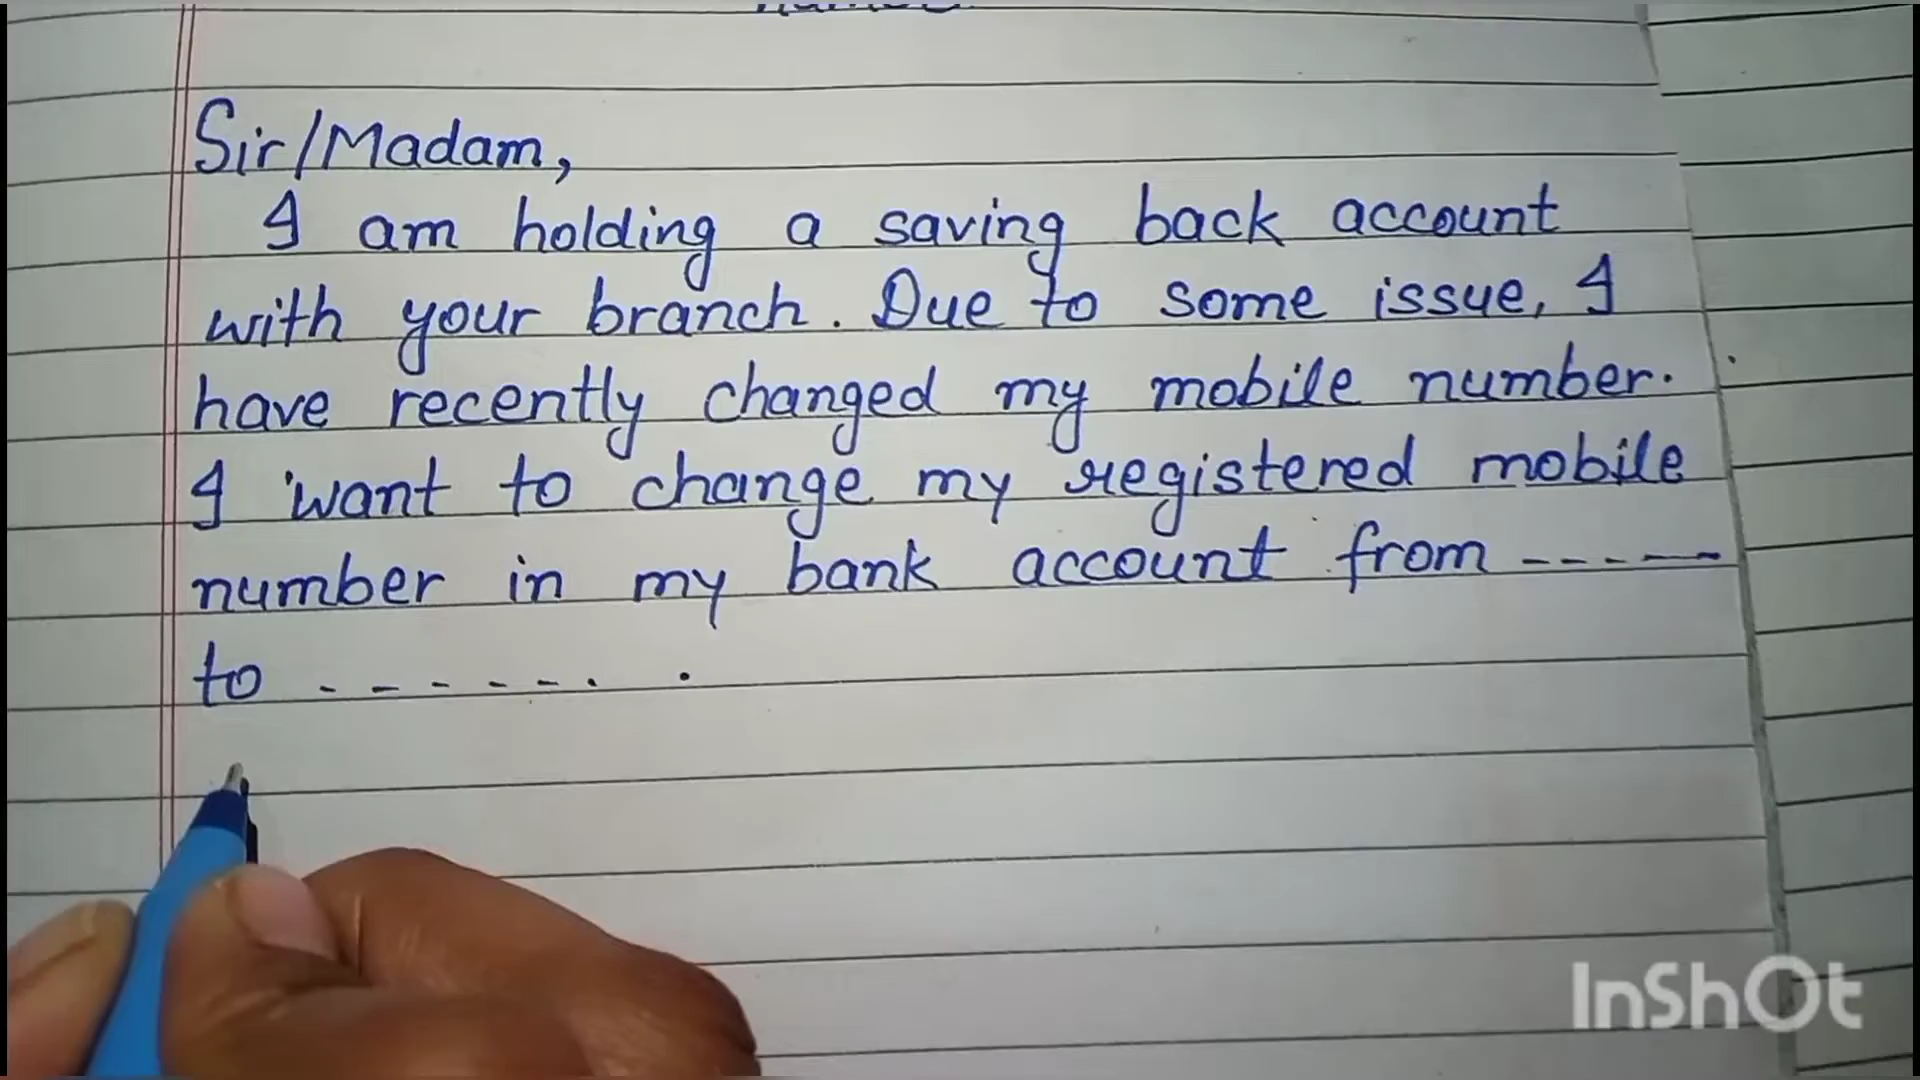 Sir/Madam,
I am holding a saving back account
with your branch. Due to some issue, I
have recently changed my mobile number.
I want to change my registered mobile
number in my bank account from ------
to ------. .
InShOt